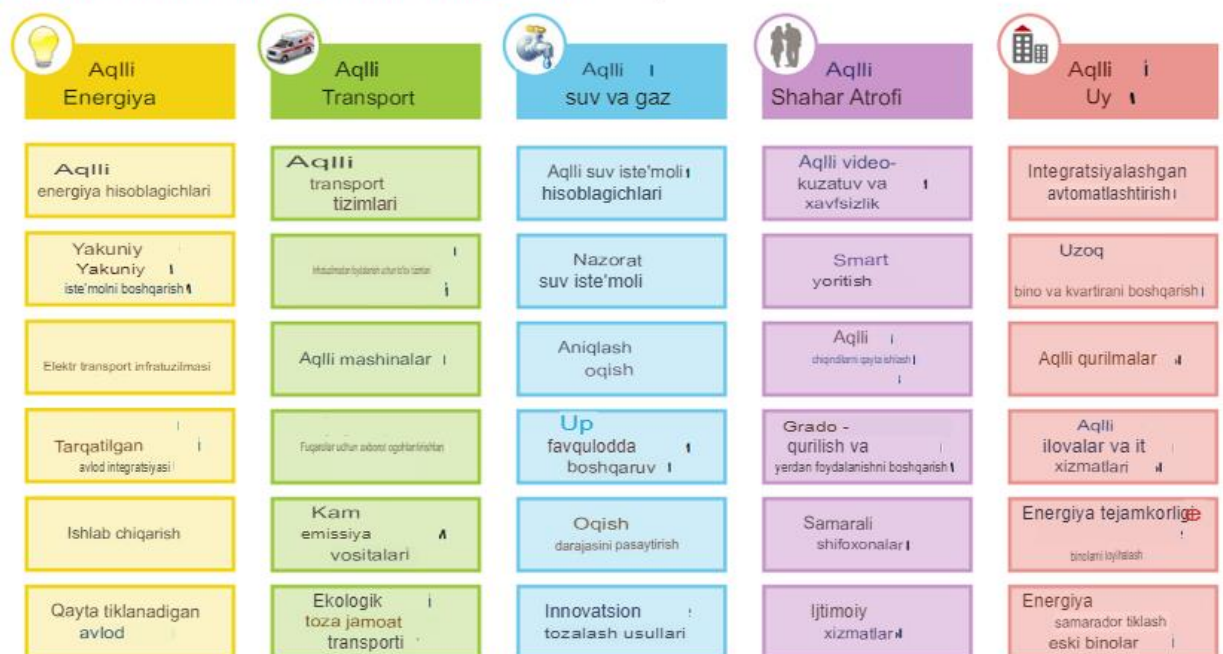 Aqlli
Energiya
Aqlli
energiya hisoblagichlari
Yakuniy
Yakuniy
iste'molni boshqarish
Elektr transport infratuzilmasi
Tarqatilgan
avlod integratsiyasi
Ishlab chiqarish
Qayta tiklanadigan
avlod
Aqlli
Transport
Aqlli
transport
tizimlari
Aqlli mashinalar
Fuqarolar uchun axborot
Kam
emissiya
vositalari
Ekologik
toza jamoat
transporti
Aqlli
suv va gaz
Aqlli suv iste'moli
hisoblagichlari
Nazorat
suv iste'moli
Aniqlash
oqish
Up
favqulodda
boshqaruv
Oqish
darajasini pasaytirish
Innovatsion
tozalash usullari
Aqlli
Shahar Atrofi
Aqlli video-
kuzatuv va
xavfsizlik
Smart
yoritish
Aqlli
chiqindilarni qayta ishlash
Grado -
qurilish va
yerdan foydalanishni boshqarish
Samarali
shifoxonalar
Ijtimoiy
xizmatlar
Aqlli
Uy
Integratsiyalashgan
avtomatlashtirish
Uzoq
bino va kvartirani boshqarish
Aqlli qurilmalar
Aqlli
ilovalar va it
xizmatlari
Energiya tejamkorligi
binolarni loyihalash
Energiya
samarador tiklash
eski binolar